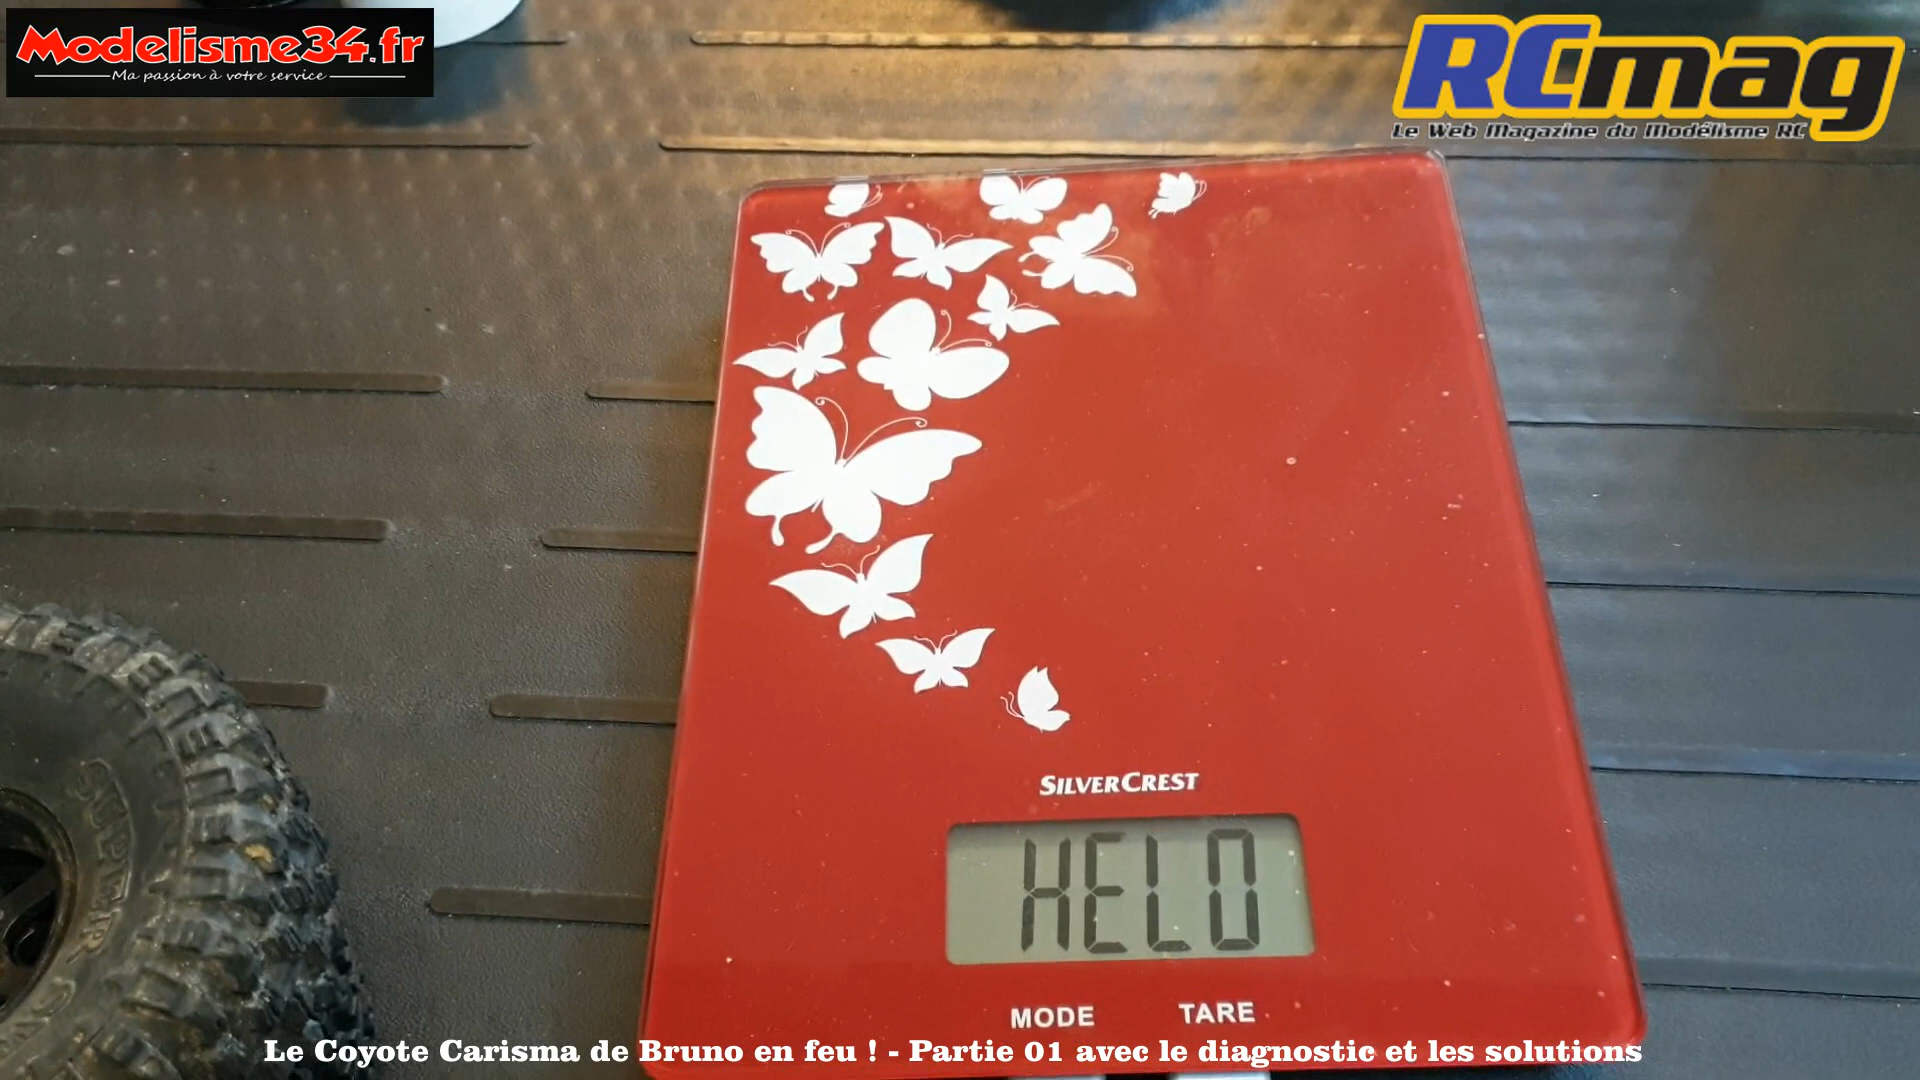 Modelisme34.fr
Ma passion à votre service
RCmag
Le Web Magazine du Modélisme RC
SUPER
SILVERCREST
HELO
MODE TARE
Le Coyote Carisma de Bruno en feu ! - Partie 01 avec le diagnostic et les solutions